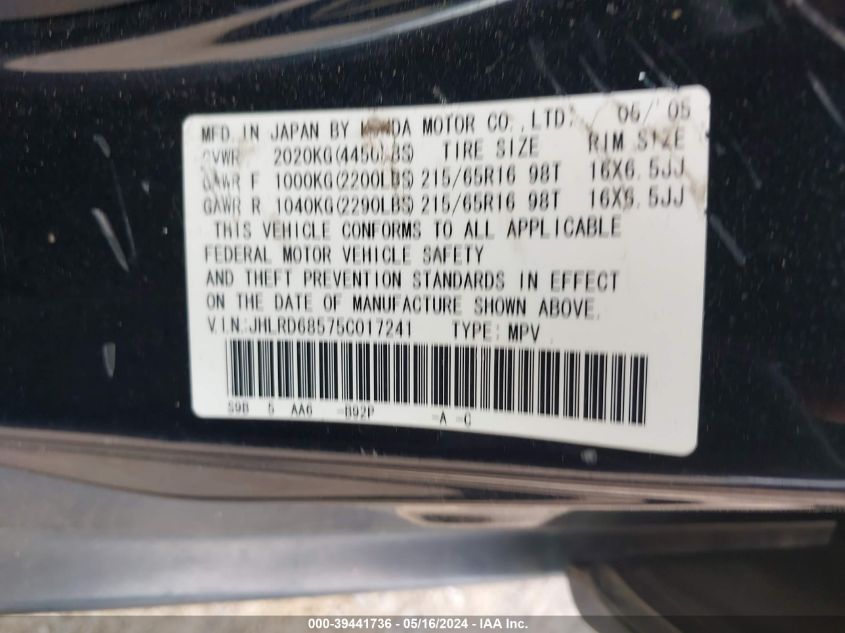 MFD. IN JAPAN BY HONDA MOTOR CO.,LTD. 05/'05
GVWR 2020KG(4450LBS) TIRE SIZE RIM SIZE
GAWR F 1000KG(2200LBS) 215/65R16 98T 16X6.5JJ
GAWR R 1040KG(2290LBS) 215/65R16 98T 16X6.5JJ
THIS VEHICLE CONFORMS TO ALL APPLICABLE
FEDERAL MOTOR VEHICLE SAFETY
AND THEFT PREVENTION STANDARDS IN EFFECT
ON THE DATE OF MANUFACTURE SHOWN ABOVE.
V.I.N:JHLRD68575C017241 TYPE: MPV
S9B 5 AA6 =B92P =A =C
000-39441736 - 05/16/2024 - IAA Inc.